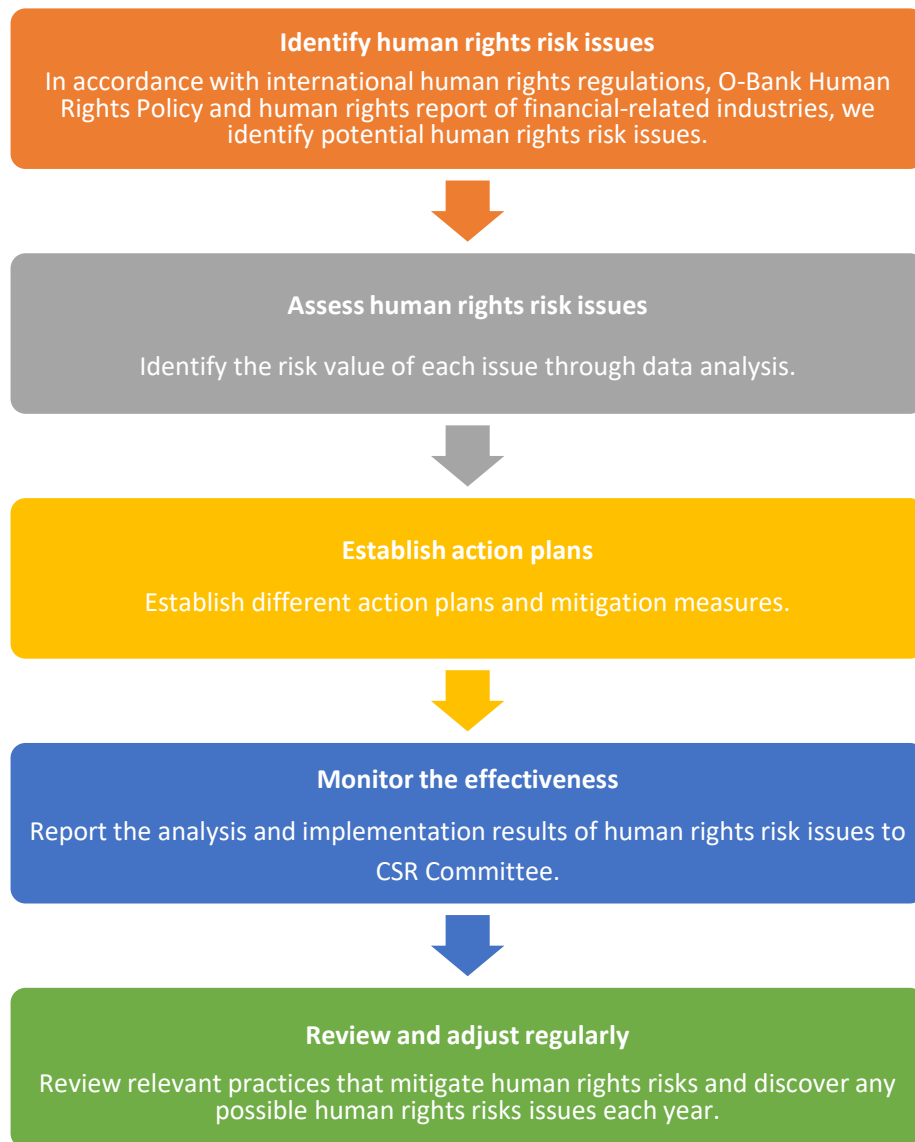 Identify human rights risk issues
In accordance with international human rights regulations, O-Bank Human
Rights Policy and human rights report of financial-related industries, we
identify potential human rights risk issues.
Assess human rights risk issues
Identify the risk value of each issue through data analysis.
Establish action plans
Establish different action plans and mitigation measures.
Monitor the effectiveness
Report the analysis and implementation results of human rights risk issues to
CSR Committee.
Review and adjust regularly
Review relevant practices that mitigate human rights risks and discover any
possible human rights risks issues each year.